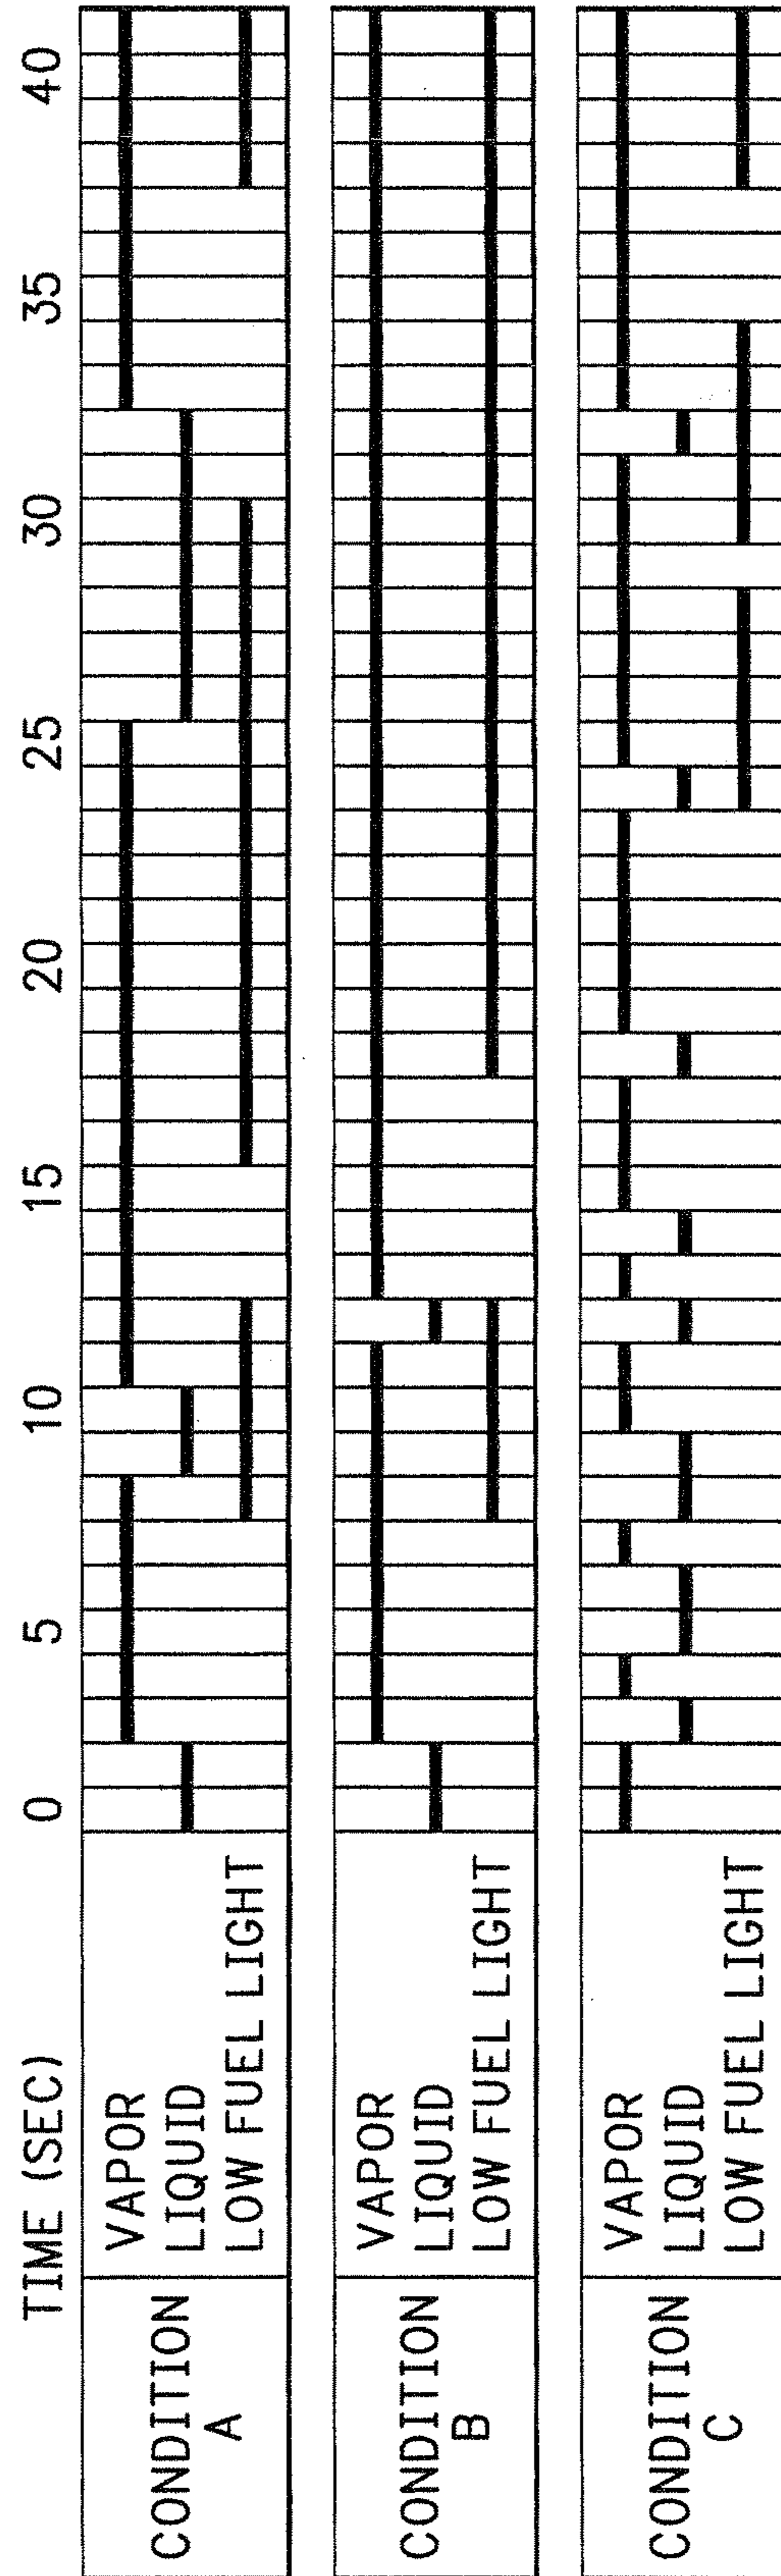 TIME (SEC) 0 5 10 15 20 25 30 35 40
CONDITION A
VAPOR
LIQUID
LOW FUEL LIGHT
CONDITION B
VAPOR
LIQUID
LOW FUEL LIGHT
CONDITION C
VAPOR
LIQUID
LOW FUEL LIGHT